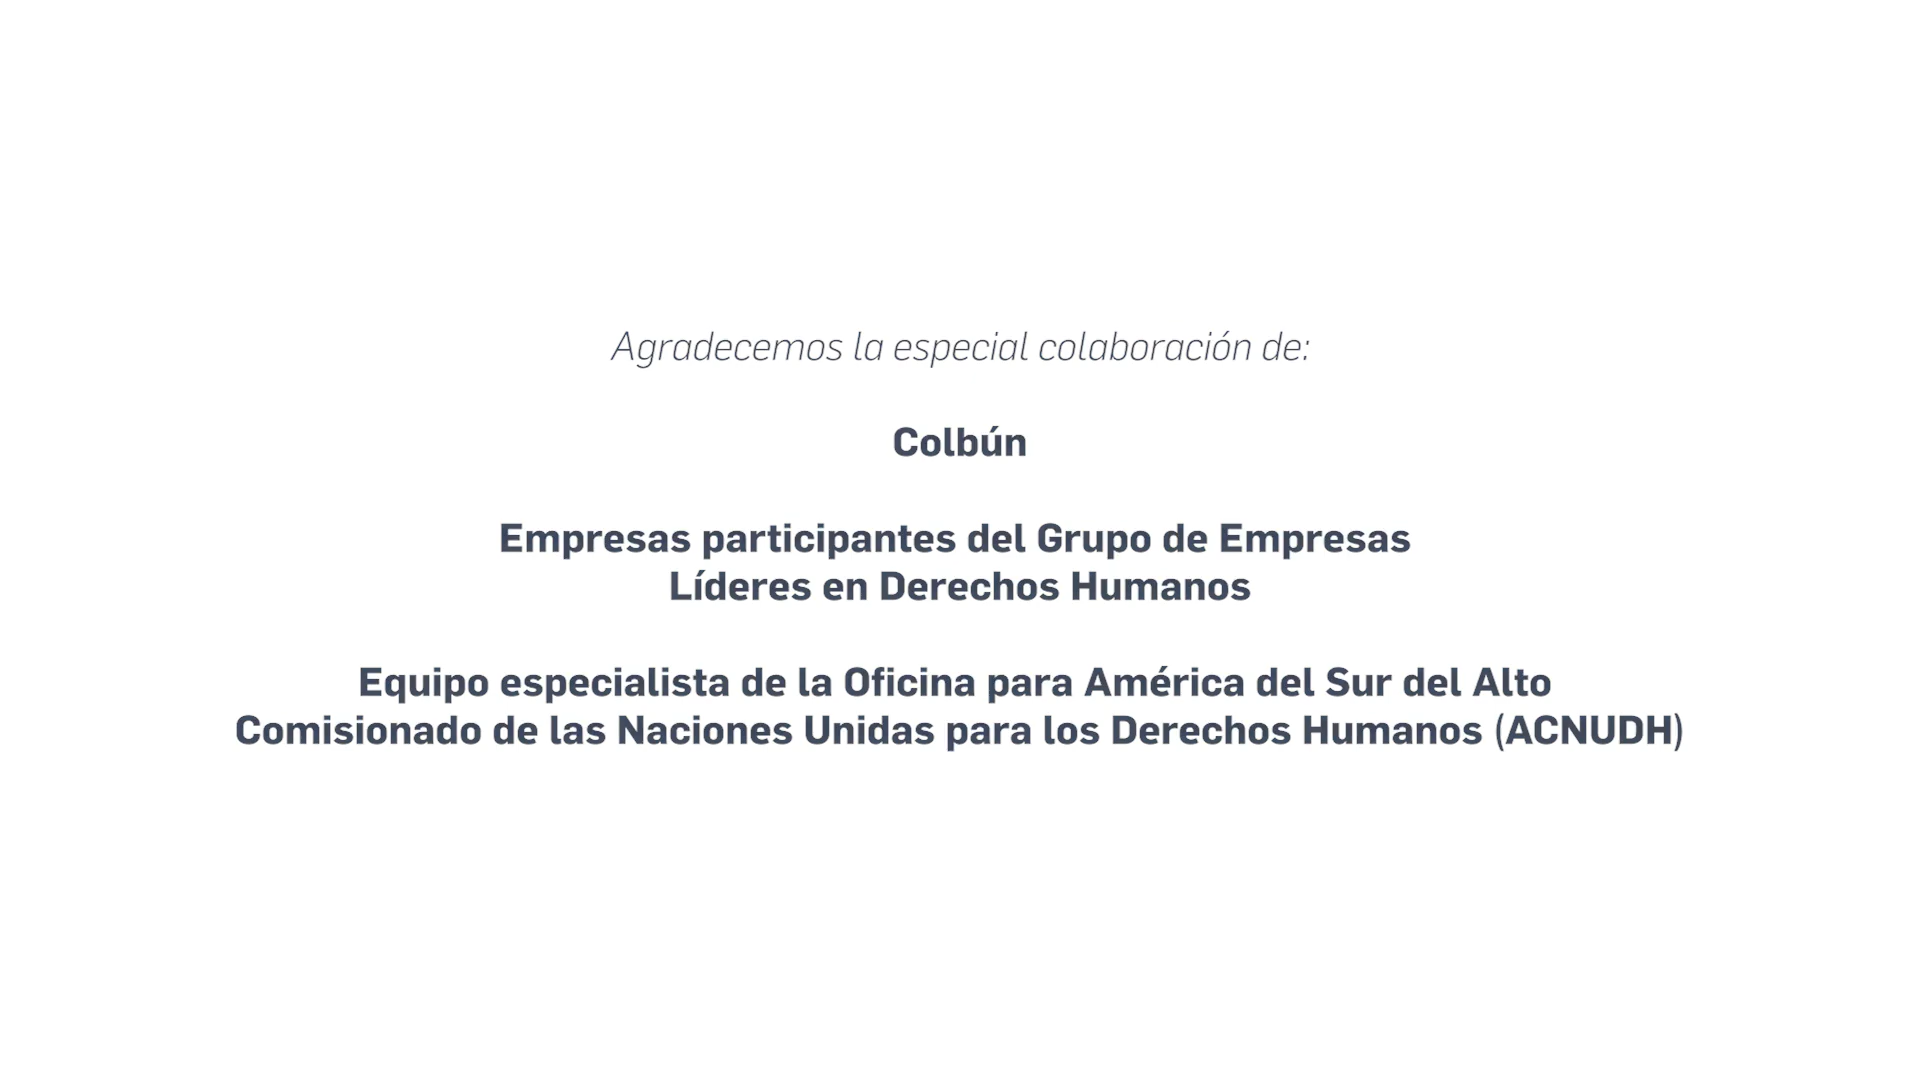 Agradecemos la especial colaboración de:
Colbún
Empresas participantes del Grupo de Empresas
Líderes en Derechos Humanos
Equipo especialista de la Oficina para América del Sur del Alto
Comisionado de las Naciones Unidas para los Derechos Humanos (ACNUDH)